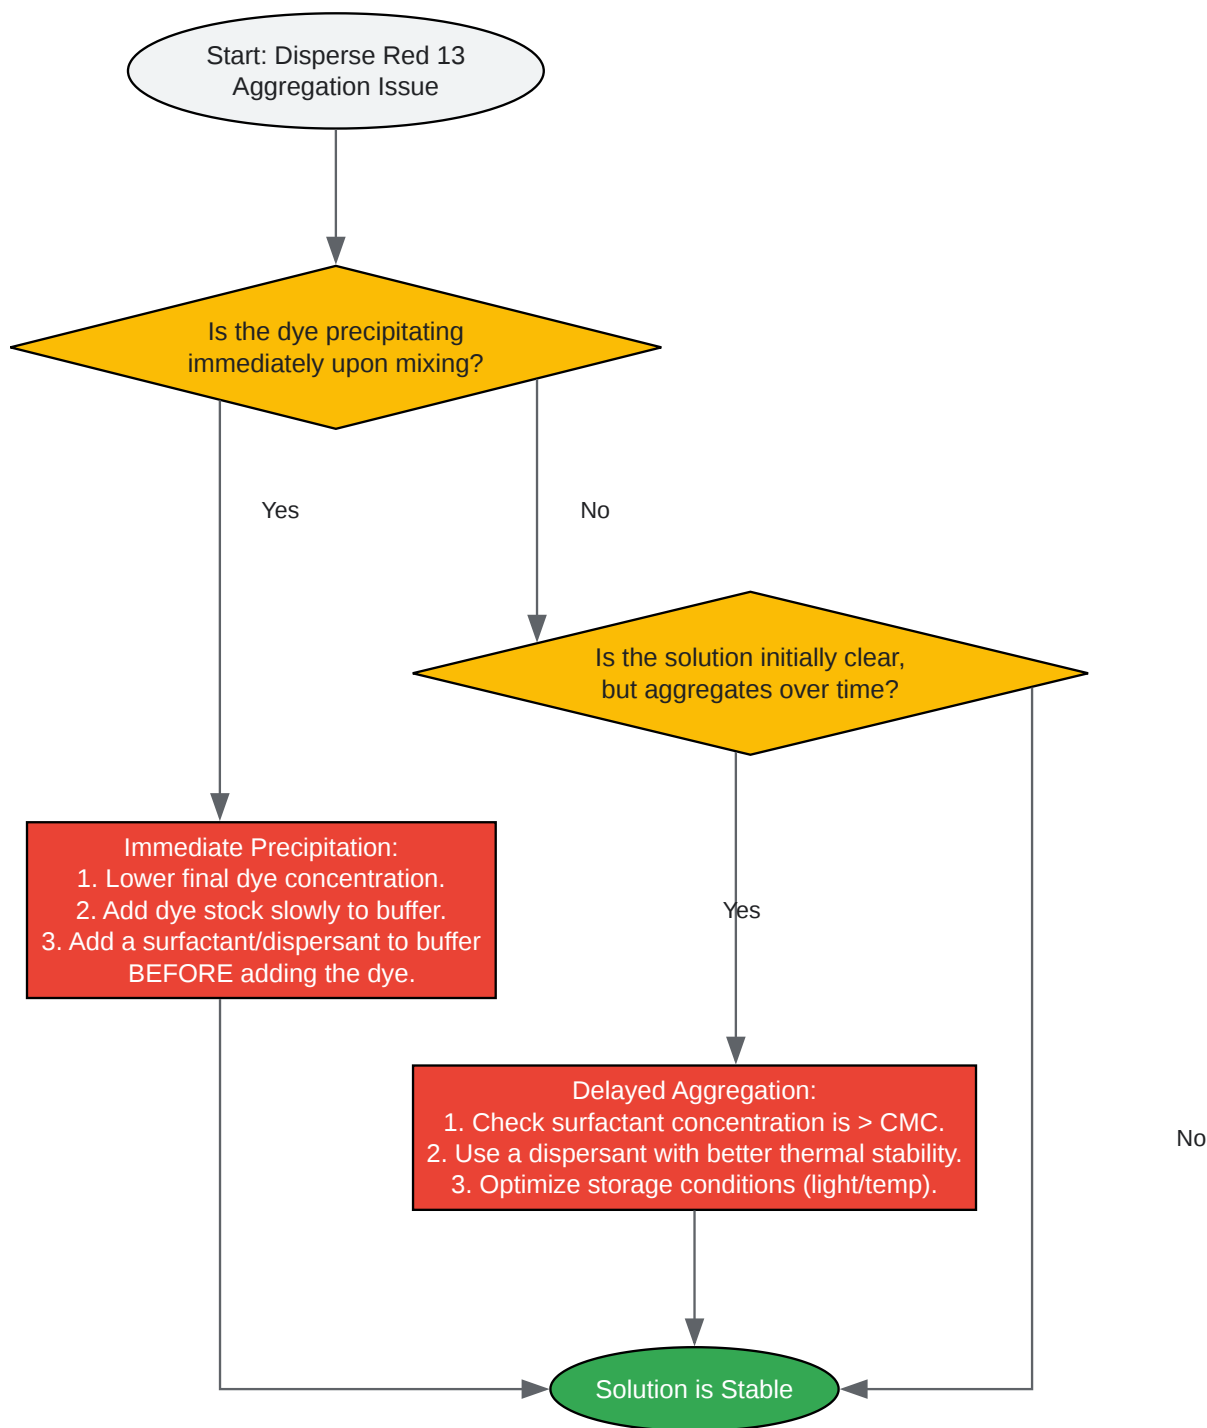 Start: Disperse Red 13
Aggregation Issue
Is the dye precipitating
immediately upon mixing?
Yes
No
Is the solution initially clear,
but aggregates over time?
Immediate Precipitation:
1. Lower final dye concentration.
2. Add dye stock slowly to buffer.
3. Add a surfactant/dispersant to buffer
BEFORE adding the dye.
Yes
Delayed Aggregation:
1. Check surfactant concentration is > CMC.
2. Use a dispersant with better thermal stability.
3. Optimize storage conditions (light/temp).
No
Solution is Stable